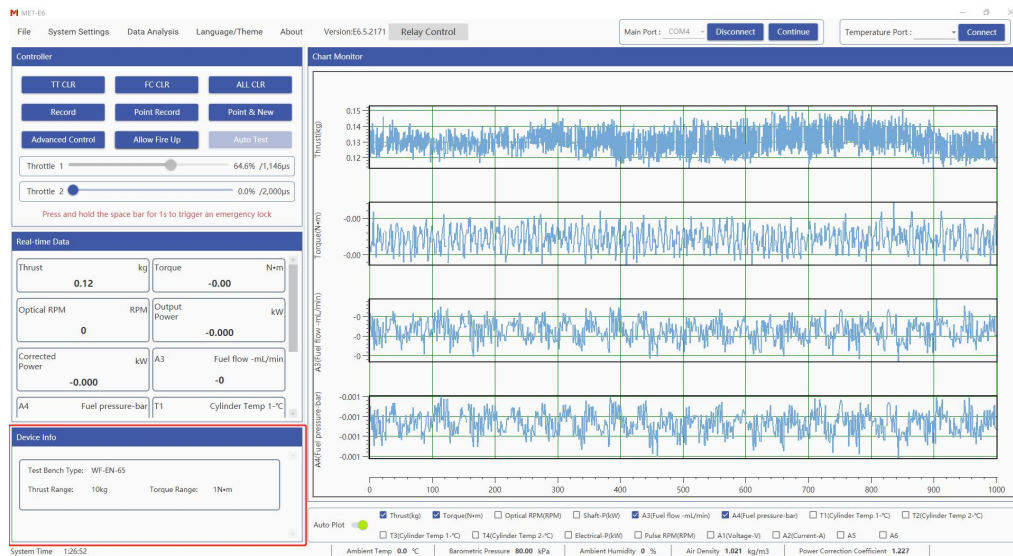 MET-E6
File System Settings Data Analysis Language/Theme About Version:E6.5.2171 Relay Control Main Port : COM4 Disconnect Continue Temperature Port : Connect
Controller
TT CLR FC CLR ALL CLR
Record Point Record Point & New
Advanced Control Allow Fire Up Auto Test
Throttle 1 64.6% /1,146μs
Throttle 2 0.0% /2,000μs
Press and hold the space bar for 1s to trigger an emergency lock
Real-time Data
Thrust kg Torque N•m
0.12 -0.00
Optical RPM RPM Output Power kW
0 -0.000
Corrected Power kW A3 Fuel flow -mL/min
-0.000 -0
A4 Fuel pressure-bar T1 Cylinder Temp 1-℃
Device Info
Test Bench Type: WF-EN-65
Thrust Range: 10kg Torque Range: 1N•m
Chart Monitor
Thrust(kg)
0.15
0.14
0.13
0.12
Torque(N•m)
-0.00
-0.00
A3(Fuel flow -mL/min)
-0
-0
-0
A4(Fuel pressure-bar)
-0.001
-0.001
-0.001
-0.001
0 100 200 300 400 500 600 700 800 900 1000
Auto Plot
Thrust(kg) Torque(N•m) Optical RPM(RPM) Shaft-P(kW) A3(Fuel flow -mL/min) A4(Fuel pressure-bar) T1(Cylinder Temp 1-℃) T2(Cylinder Temp 2-℃)
T3(Cylinder Temp 1-℃) T4(Cylinder Temp 2-℃) Electrical-P(kW) Pulse RPM(RPM) A1(Voltage-V) A2(Current-A) A5 A6
System Time 1:26:52 Ambient Temp 0.0 ℃ Barometric Pressure 80.00 kPa Ambient Humidity 0 % Air Density 1.021 kg/m3 Power Correction Coefficient 1.227